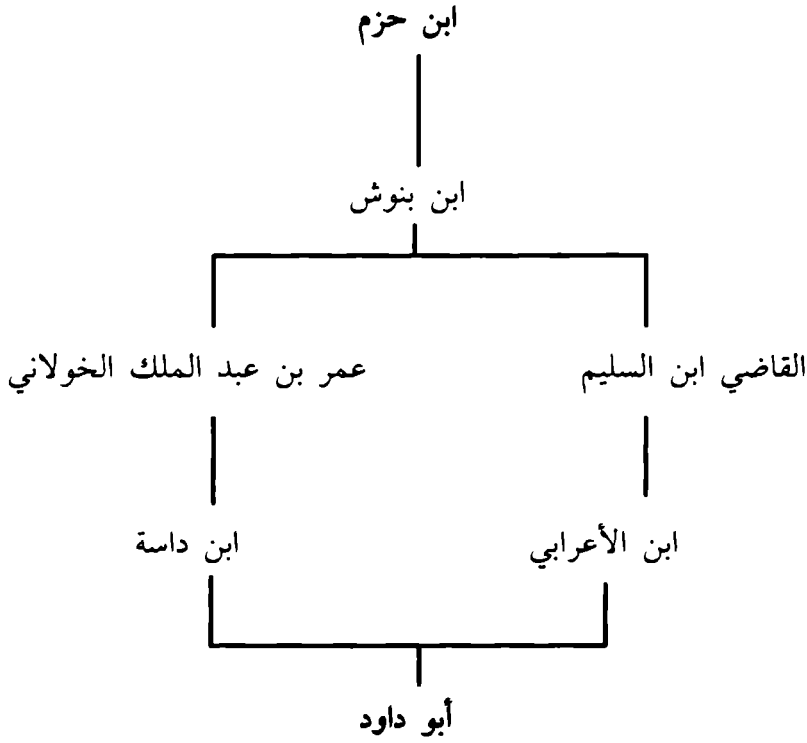 ابن حزم
ابن بنوش
القاضي ابن السليم
عمر بن عبد الملك الخولاني
ابن الأعرابي
ابن داسة
أبو داود